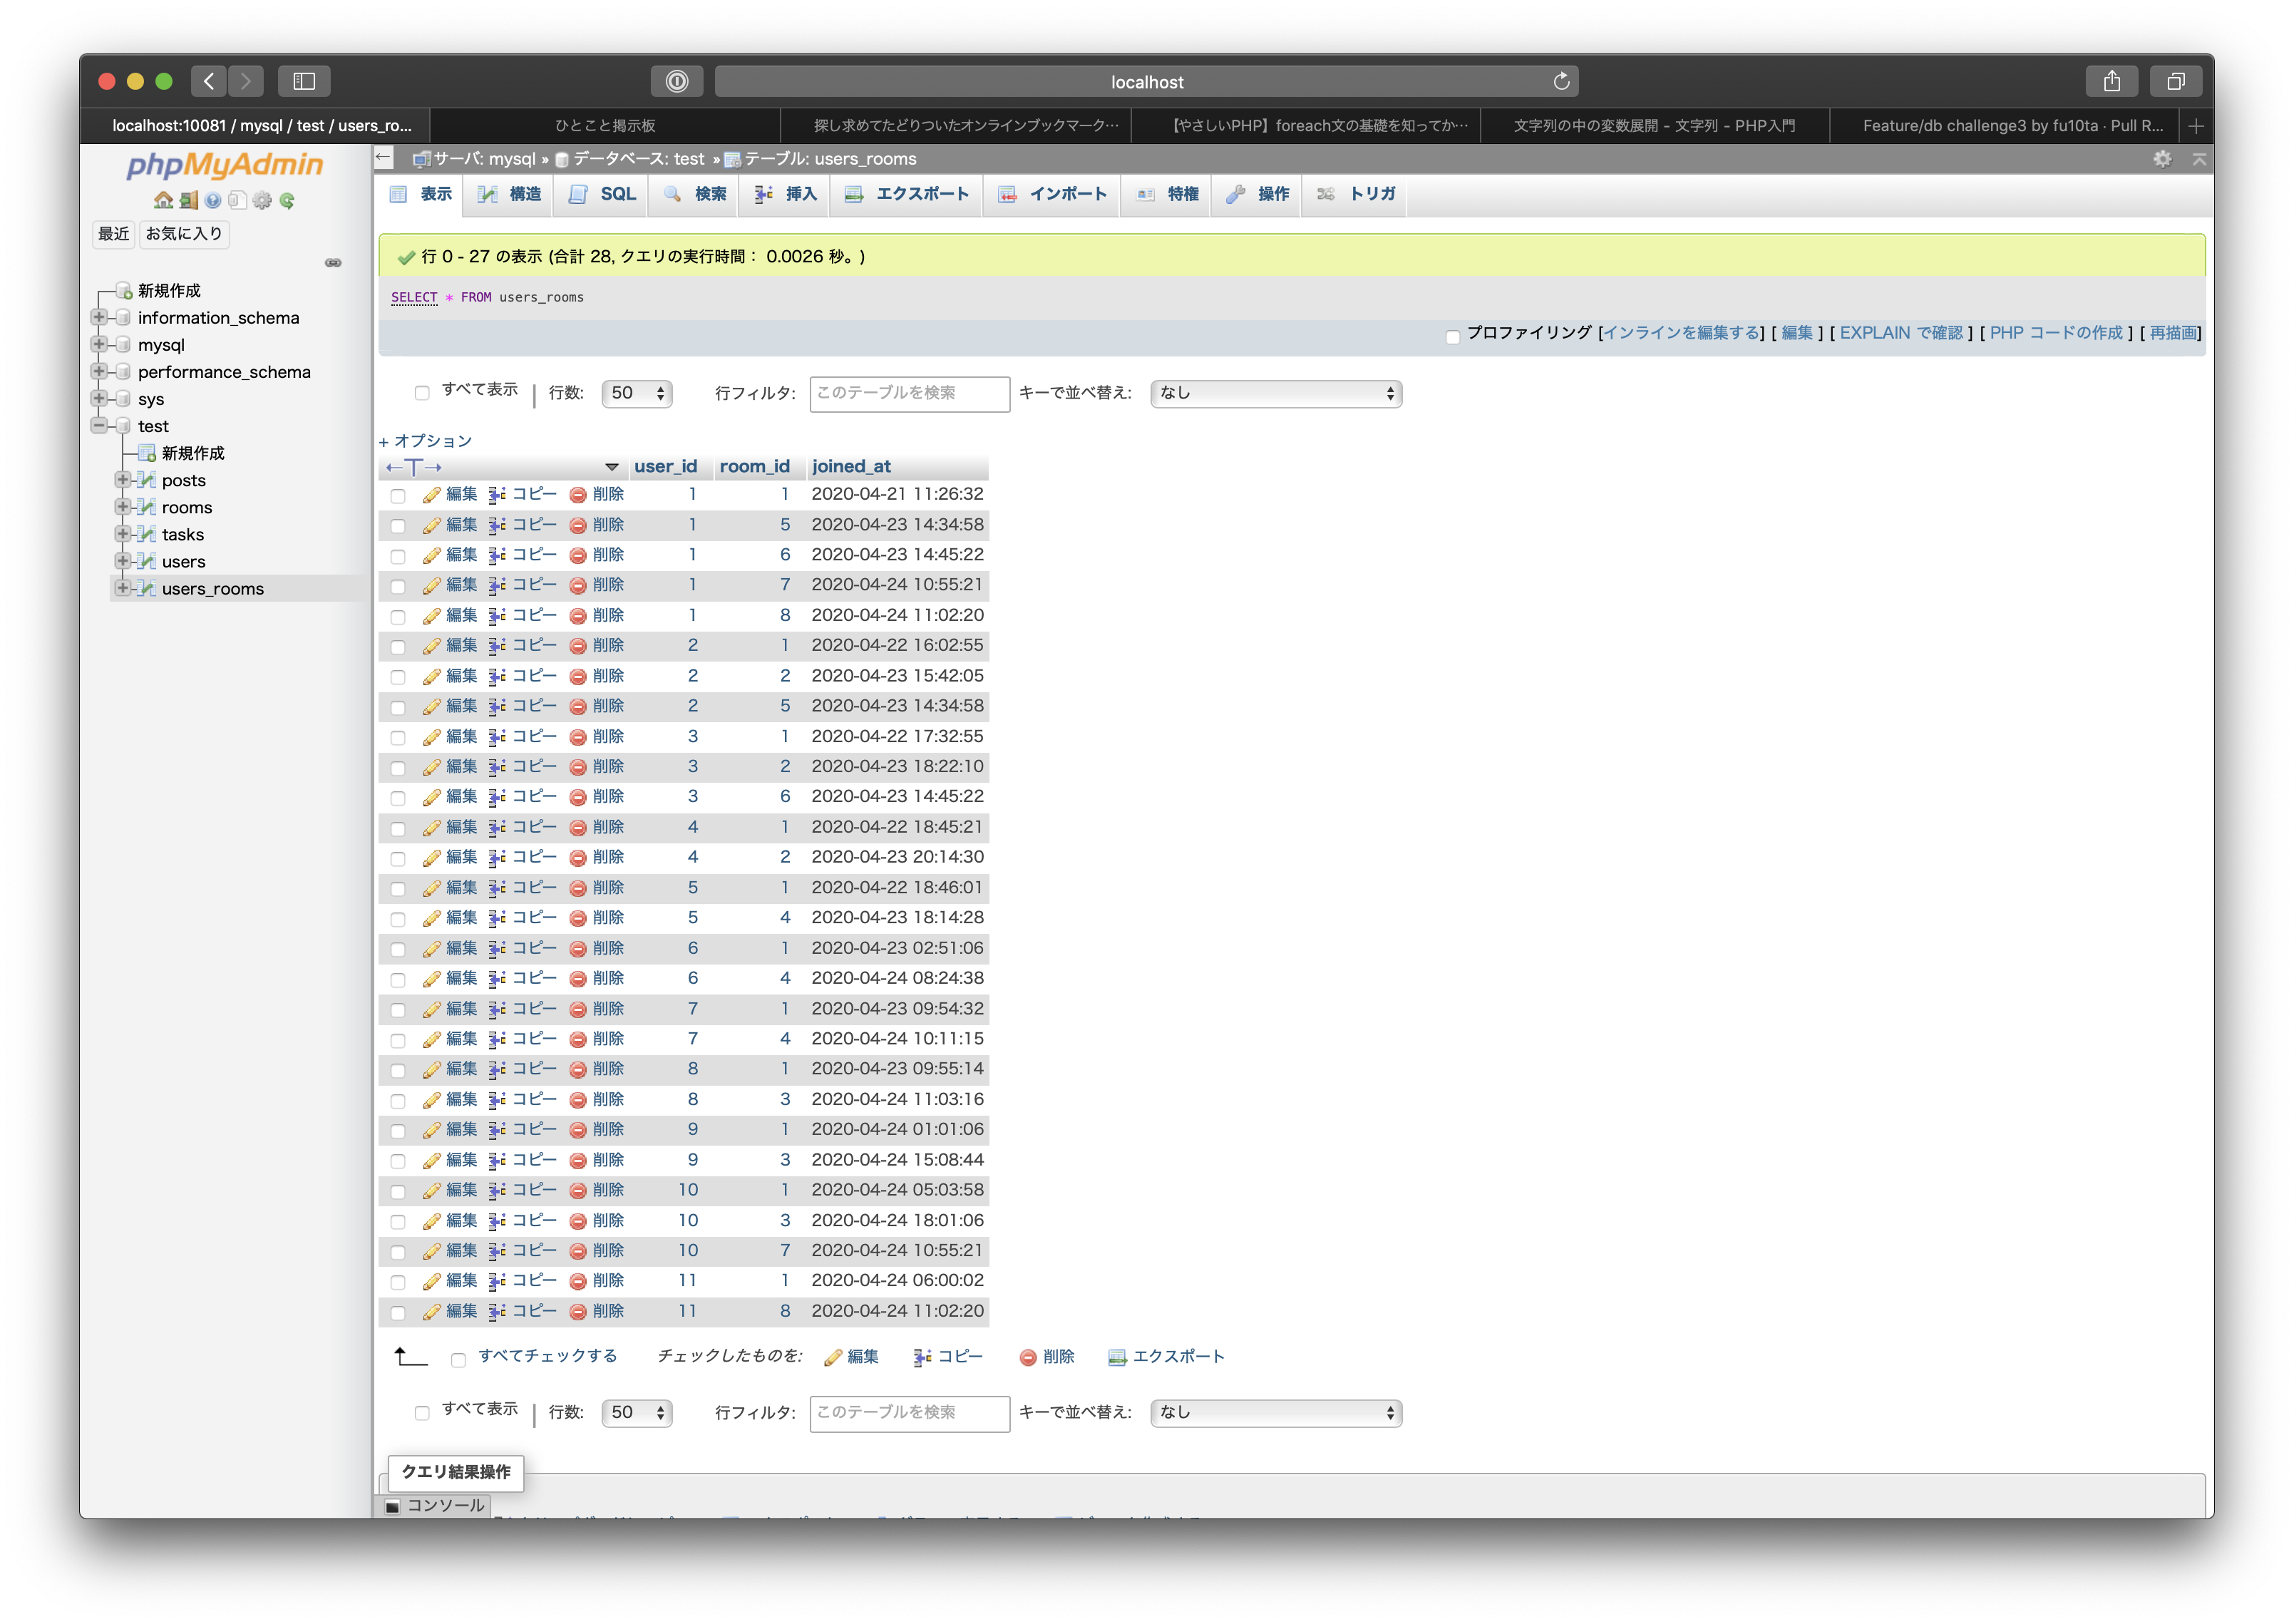 localhost
localhost:10081 / mysql / test / users_ro...
ひとこと掲示板
探し求めてたどりついたオンラインブックマーク…
【やさしいPHP】foreach文の基礎を知ってか…
文字列の中の変数展開 - 文字列 - PHP入門
Feature/db challenge3 by fu10ta · Pull R...
phpMyAdmin
最近 お気に入り
新規作成
information_schema
mysql
performance_schema
sys
test
新規作成
posts
rooms
tasks
users
users_rooms
サーバ: mysql » データベース: test » テーブル: users_rooms
表示 構造 SQL 検索 挿入 エクスポート インポート 特権 操作 トリガ
行 0 - 27 の表示 (合計 28, クエリの実行時間： 0.0026 秒。)
SELECT * FROM users_rooms
プロファイリング [インラインを編集する] [ 編集 ] [ EXPLAIN で確認 ] [ PHP コードの作成 ] [ 再描画]
すべて表示 | 行数: 50 行フィルタ: このテーブルを検索 キーで並べ替え: なし
+ オプション
←T→ user_id room_id joined_at
編集 コピー 削除 1 1 2020-04-21 11:26:32
編集 コピー 削除 1 5 2020-04-23 14:34:58
編集 コピー 削除 1 6 2020-04-23 14:45:22
編集 コピー 削除 1 7 2020-04-24 10:55:21
編集 コピー 削除 1 8 2020-04-24 11:02:20
編集 コピー 削除 2 1 2020-04-22 16:02:55
編集 コピー 削除 2 2 2020-04-23 15:42:05
編集 コピー 削除 2 5 2020-04-23 14:34:58
編集 コピー 削除 3 1 2020-04-22 17:32:55
編集 コピー 削除 3 2 2020-04-23 18:22:10
編集 コピー 削除 3 6 2020-04-23 14:45:22
編集 コピー 削除 4 1 2020-04-22 18:45:21
編集 コピー 削除 4 2 2020-04-23 20:14:30
編集 コピー 削除 5 1 2020-04-22 18:46:01
編集 コピー 削除 5 4 2020-04-23 18:14:28
編集 コピー 削除 6 1 2020-04-23 02:51:06
編集 コピー 削除 6 4 2020-04-24 08:24:38
編集 コピー 削除 7 1 2020-04-23 09:54:32
編集 コピー 削除 7 4 2020-04-24 10:11:15
編集 コピー 削除 8 1 2020-04-23 09:55:14
編集 コピー 削除 8 3 2020-04-24 11:03:16
編集 コピー 削除 9 1 2020-04-24 01:01:06
編集 コピー 削除 9 3 2020-04-24 15:08:44
編集 コピー 削除 10 1 2020-04-24 05:03:58
編集 コピー 削除 10 3 2020-04-24 18:01:06
編集 コピー 削除 10 7 2020-04-24 10:55:21
編集 コピー 削除 11 1 2020-04-24 06:00:02
編集 コピー 削除 11 8 2020-04-24 11:02:20
すべてチェックする チェックしたものを: 編集 コピー 削除 エクスポート
すべて表示 | 行数: 50 行フィルタ: このテーブルを検索 キーで並べ替え: なし
クエリ結果操作
コンソール